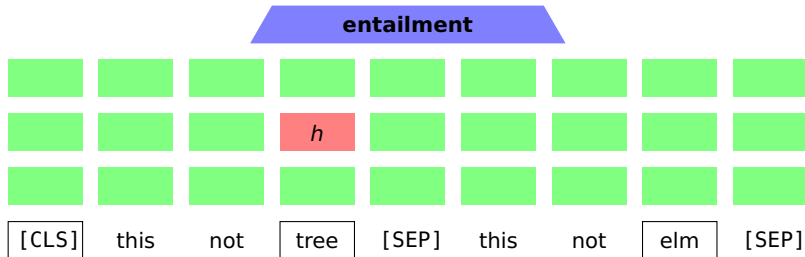 entailment
h
[CLS] this not tree [SEP] this not elm [SEP]